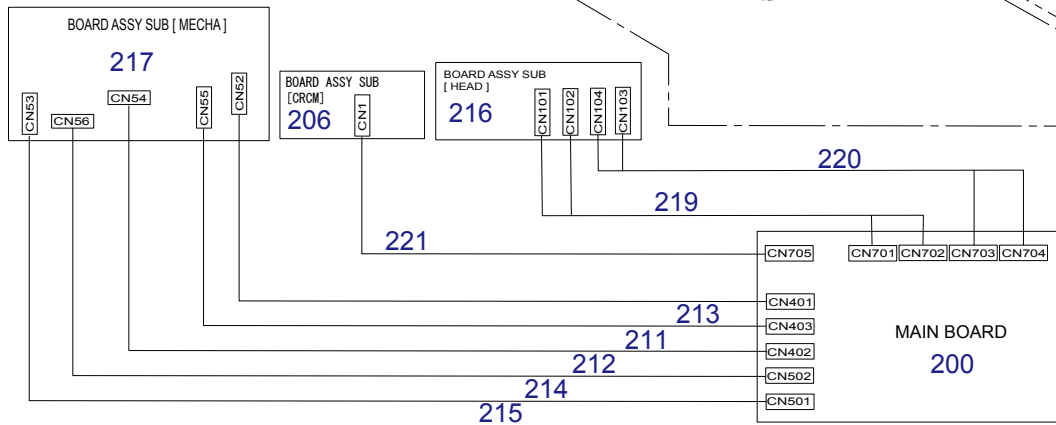 BOARD ASSY SUB [ MECHA ]
217
CN53
CN56
CN54
CN55
CN52
BOARD ASSY SUB
[CRCM]
206
CN1
BOARD ASSY SUB
[ HEAD ]
216
CN101
CN102
CN104
CN103
220
219
221
CN705
CN701
CN702
CN703
CN704
CN401
213
CN403
211
CN402
212
CN502
214
CN501
215
MAIN BOARD
200